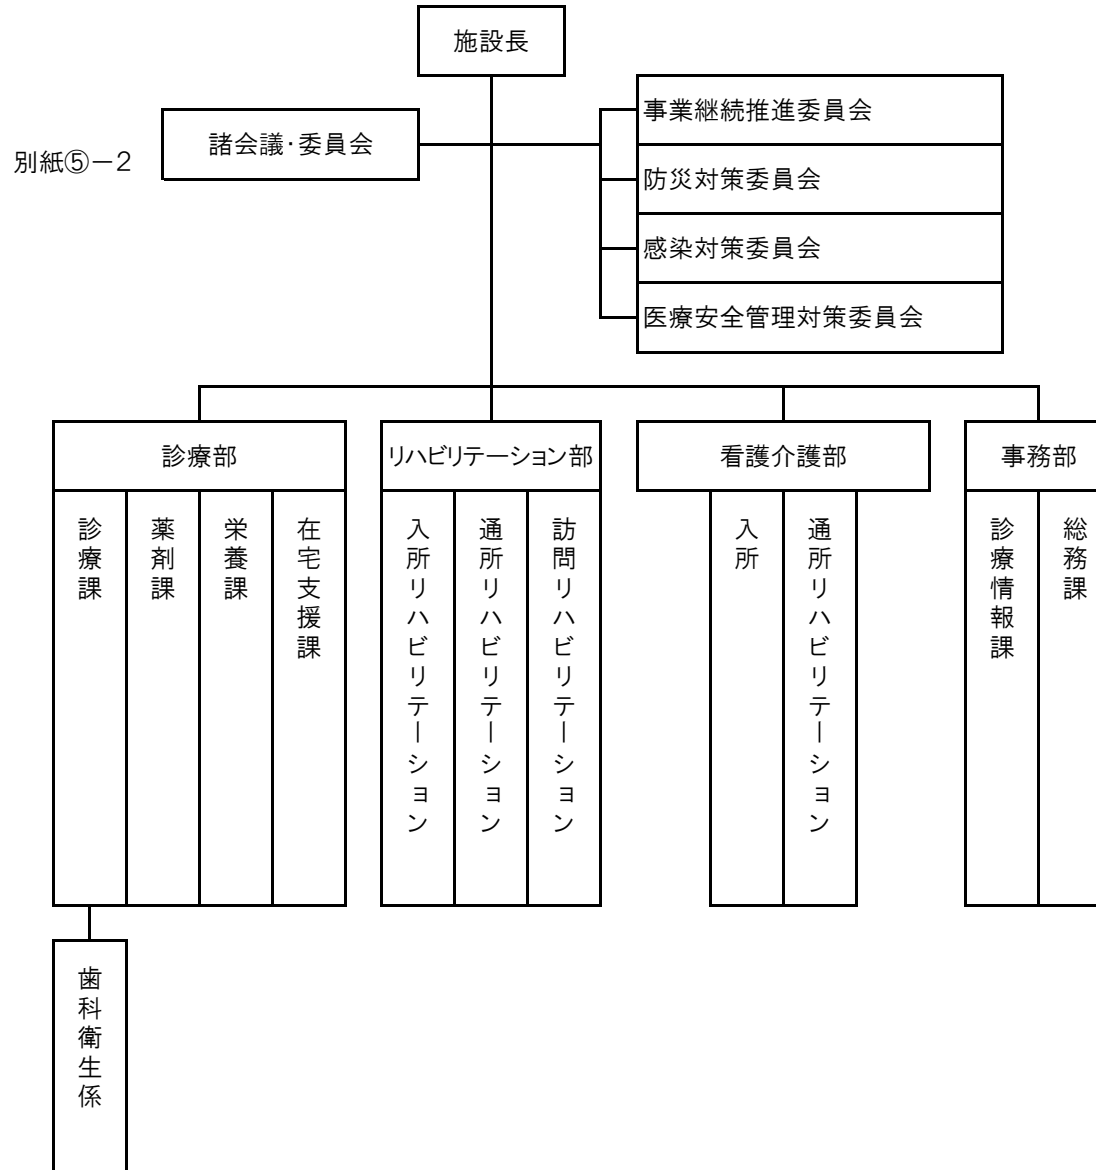 施設長
諸会議・委員会
別紙⑤－2
事業継続推進委員会
防災対策委員会
感染対策委員会
医療安全管理対策委員会
診療部
診療課
薬剤課
栄養課
在宅支援課
歯科衛生係
リハビリテーション部
入所リハビリテーション
通所リハビリテーション
訪問リハビリテーション
看護介護部
入所
通所リハビリテーション
事務部
診療情報課
総務課